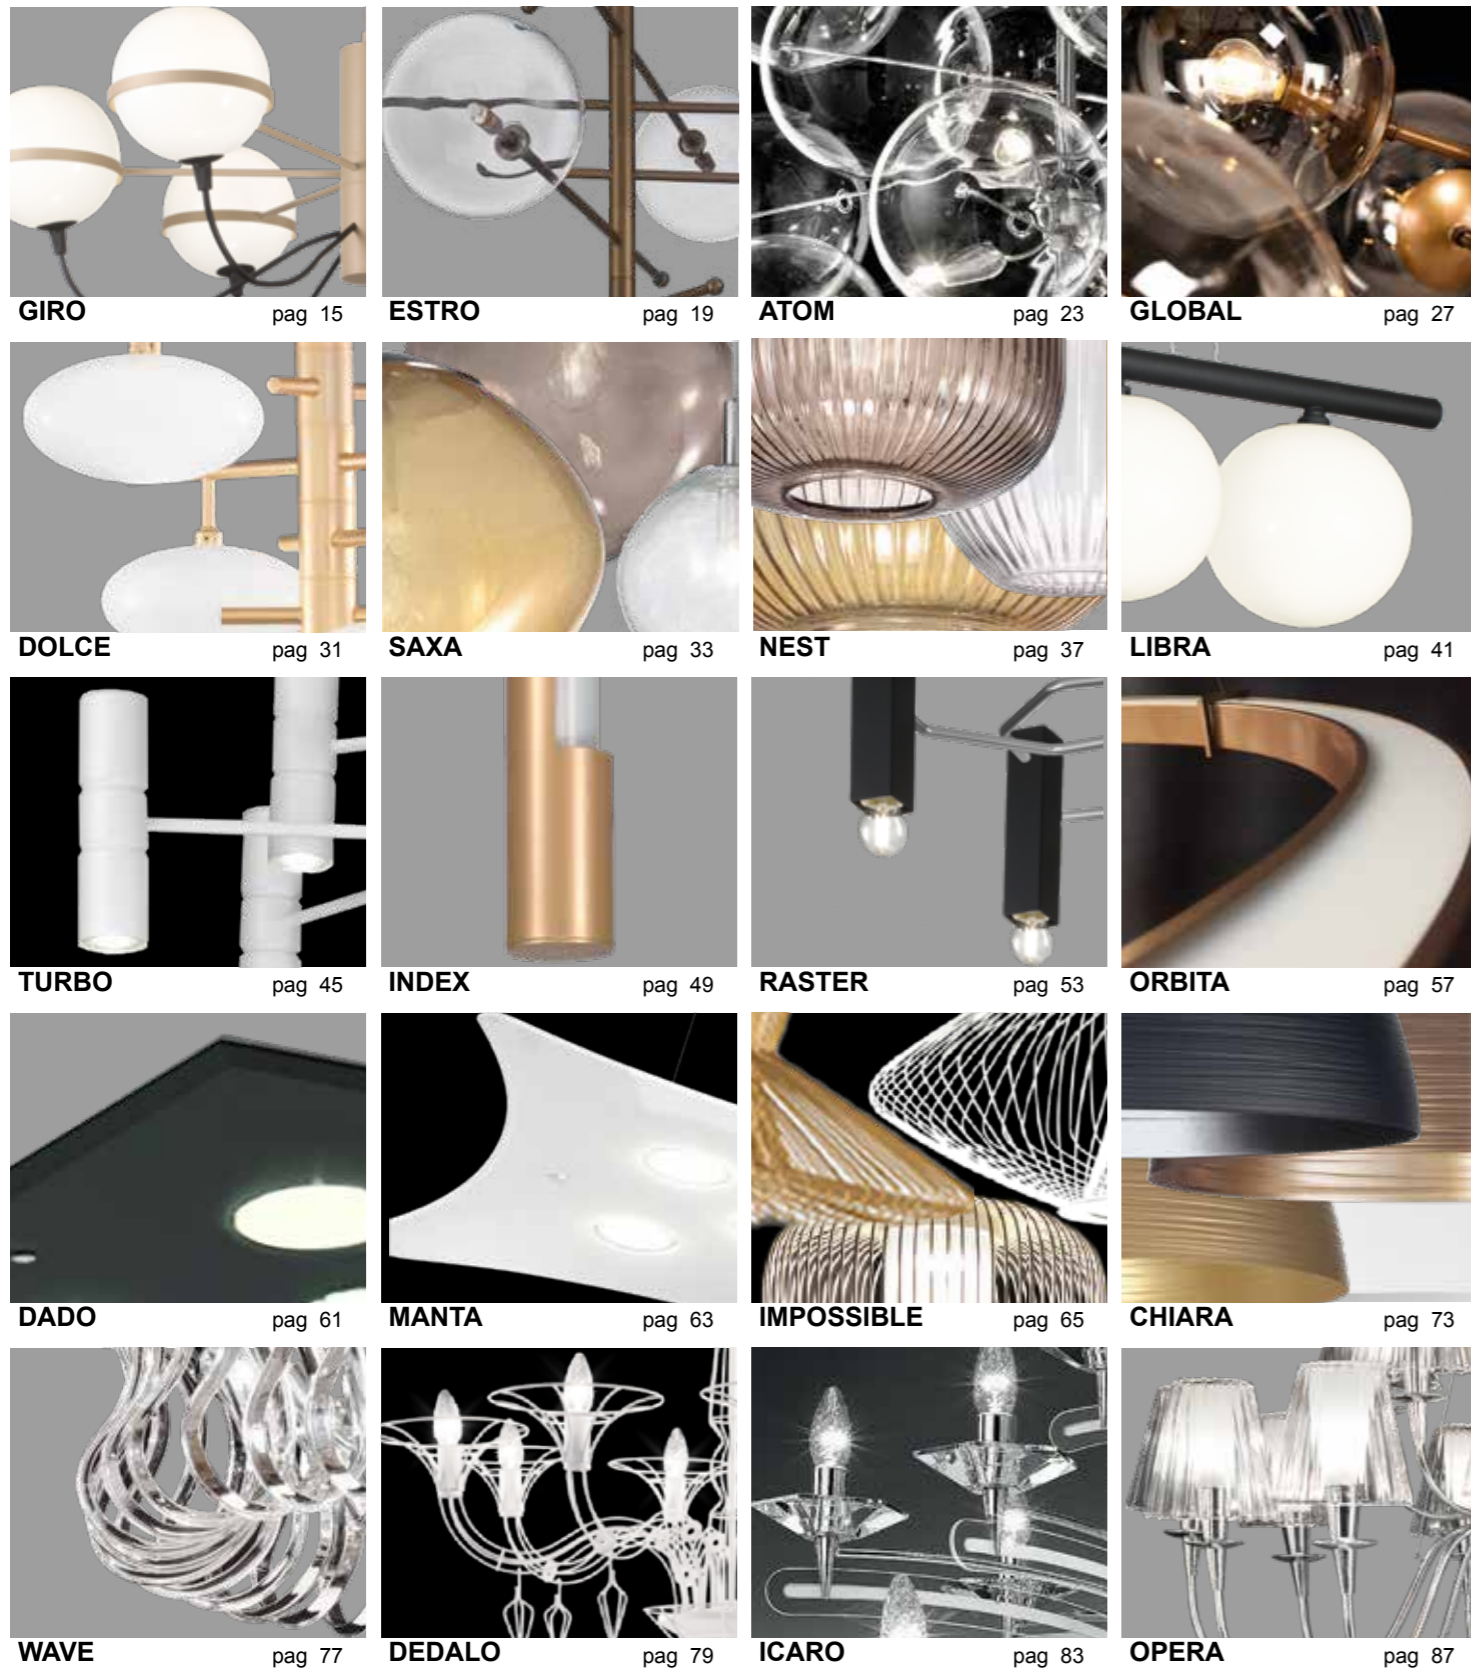 GIRO pag 15 ESTRO pag 19 ATOM pag 23 GLOBAL pag 27
DOLCE pag 31 SAXA pag 33 NEST pag 37 LIBRA pag 41
TURBO pag 45 INDEX pag 49 RASTER pag 53 ORBITA pag 57
DADO pag 61 MANTA pag 63 IMPOSSIBLE pag 65 CHIARA pag 73
WAVE pag 77 DEDALO pag 79 ICARO pag 83 OPERA pag 87